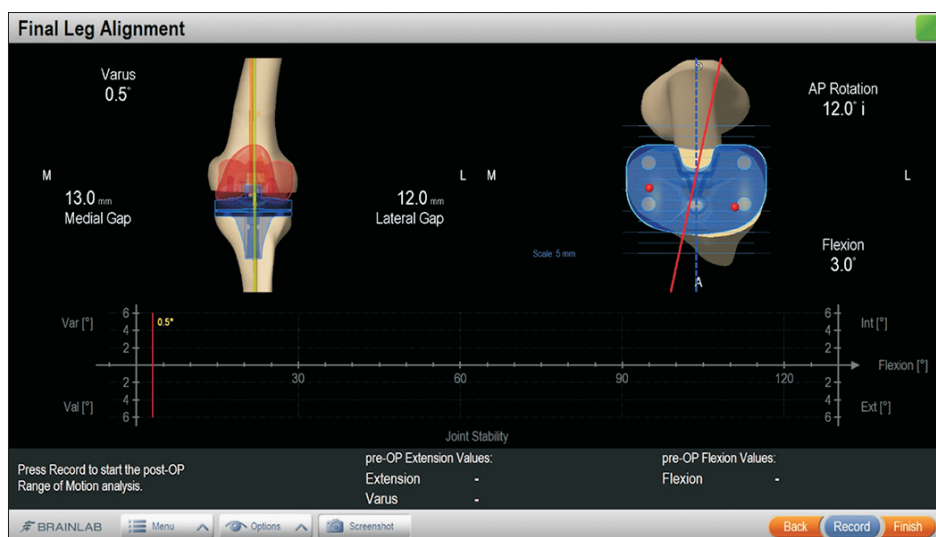 Final Leg Alignment
Varus
0.5°
AP Rotation
12.0° i
M
L
M
L
13.0 mm
Medial Gap
12.0 mm
Lateral Gap
Scale 5 mm
Flexion
3.0°
A
Var [°]
6
4
2
0.5°
6
4
2
Int [°]
30
60
90
120
Flexion [°]
Val [°]
2
4
6
2
4
6
Ext [°]
Joint Stability
Press Record to start the post-OP
Range of Motion analysis.
pre-OP Extension Values:
Extension -
Varus -
pre-OP Flexion Values:
Flexion -
BRAINLAB
Menu
Options
Screenshot
Back
Record
Finish